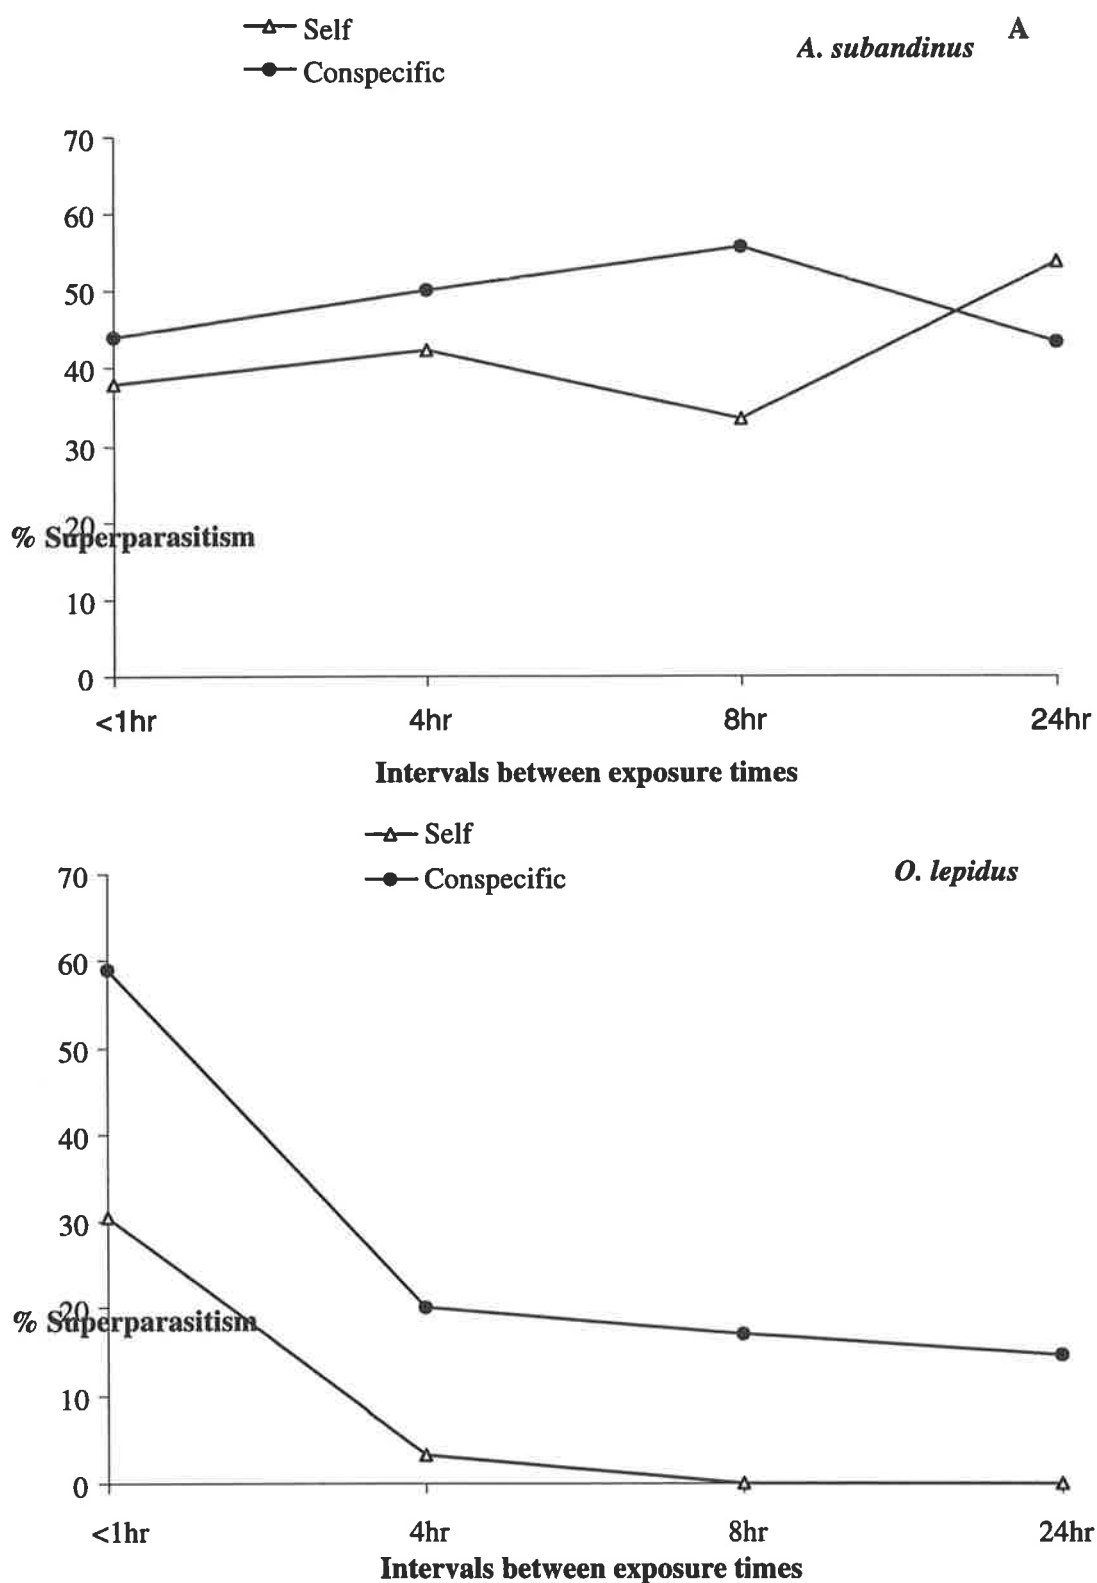 Self
Conspecific
A. subandinus
A
70
60
50
40
30
20
% Superparasitism
10
0
<1hr 4hr 8hr 24hr
Intervals between exposure times
Self
Conspecific
O. lepidus
70
60
50
40
30
20
% Superparasitism
10
0
<1hr 4hr 8hr 24hr
Intervals between exposure times